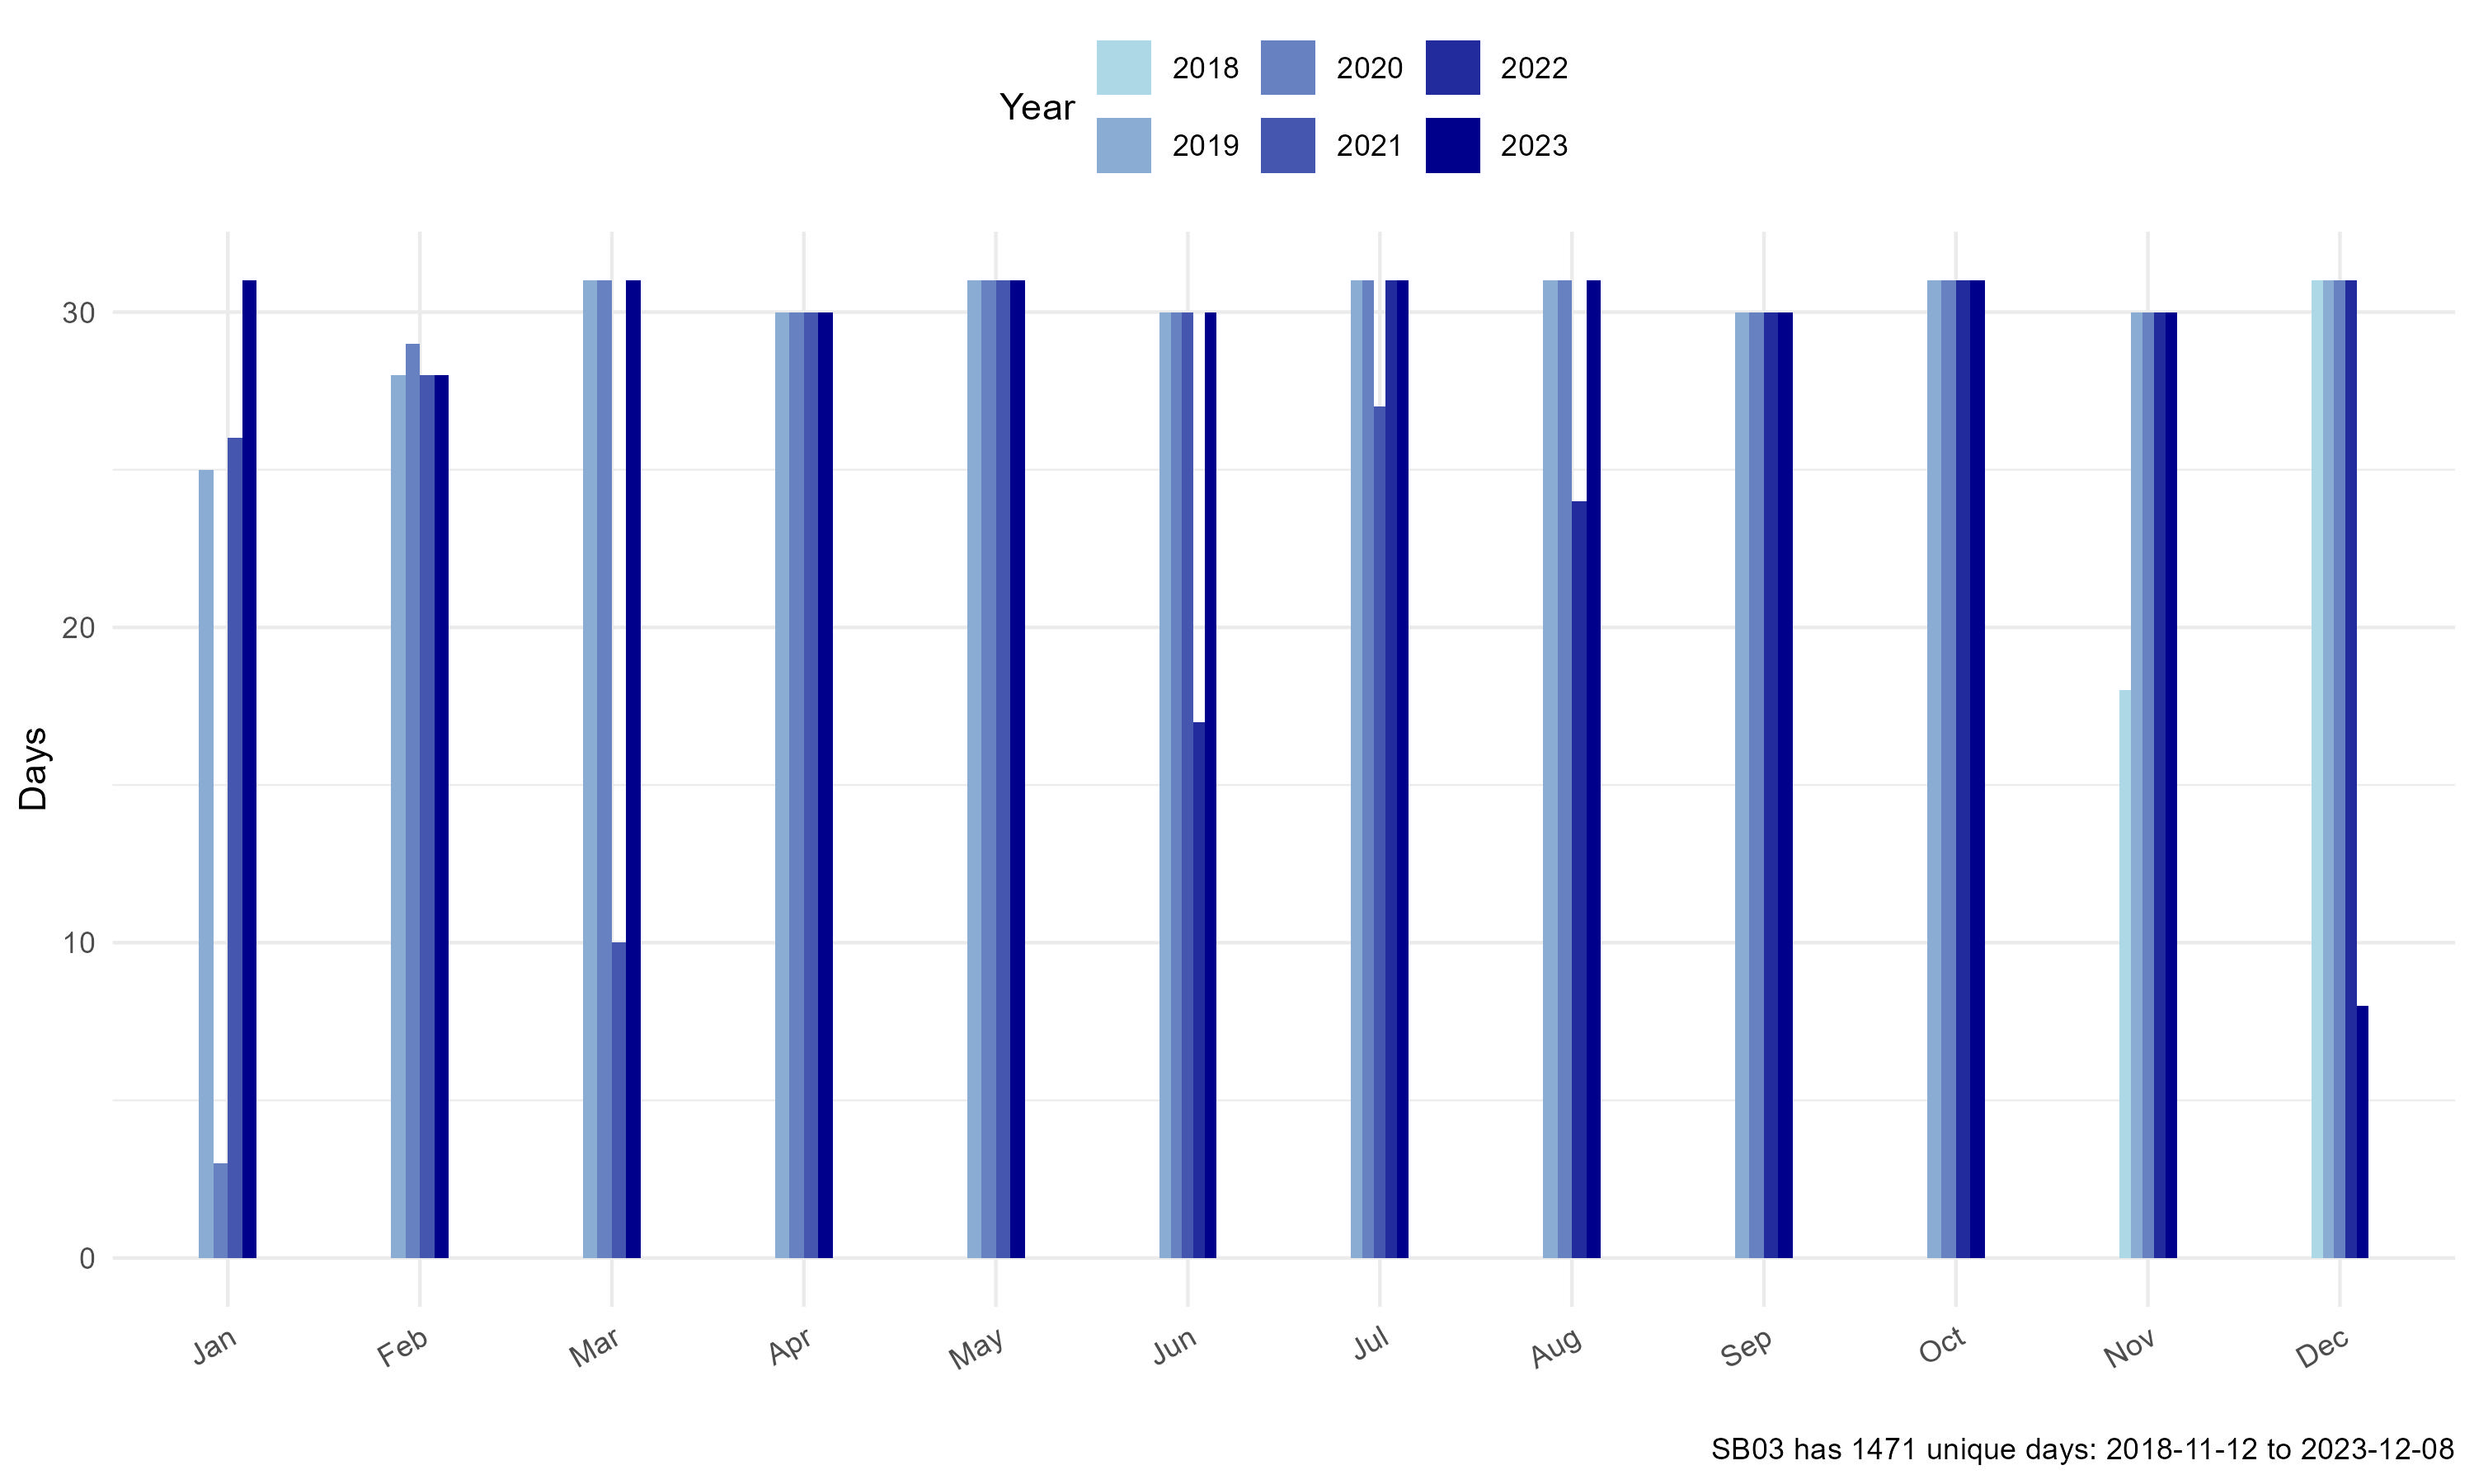 Year
2018 2020 2022
2019 2021 2023
Days
30
20
10
0
Jan Feb Mar Apr May Jun Jul Aug Sep Oct Nov Dec
SB03 has 1471 unique days: 2018-11-12 to 2023-12-08